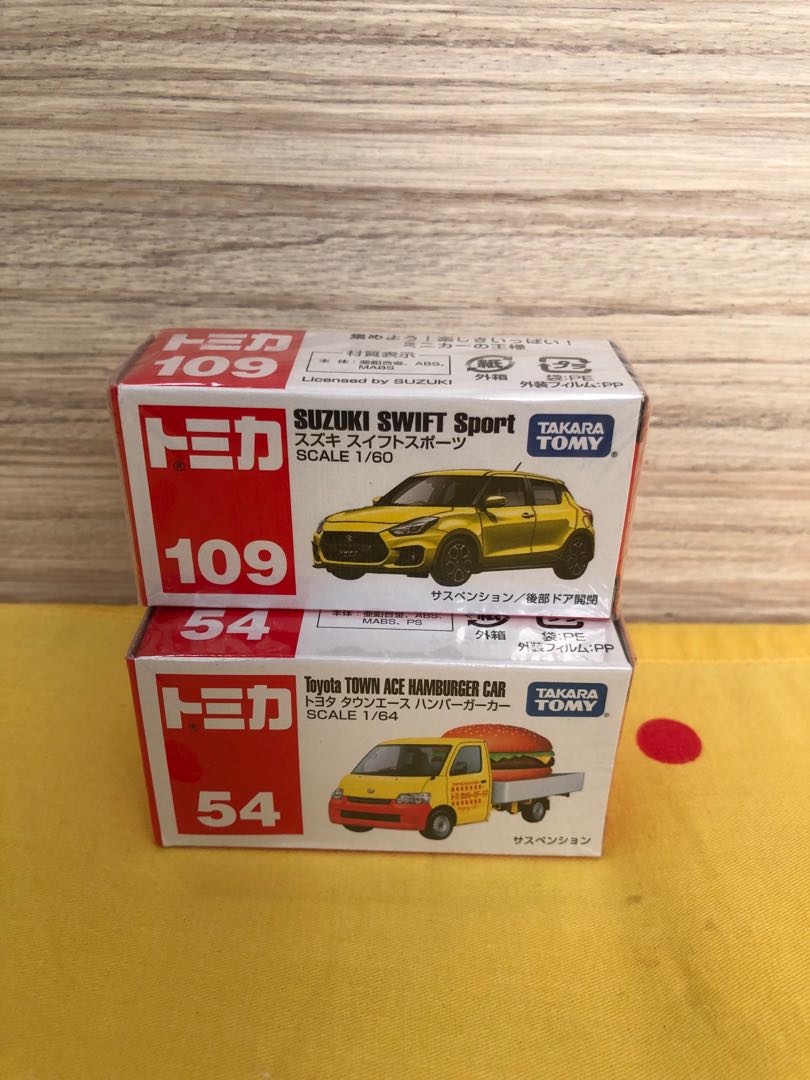 トミカ
109
集めよう!楽しさいっぱい!
ミニカーの王様
材質表示
本 体:亜鉛合金、ABS、
MABS
Licensed by SUZUKI
紙
外箱
プラ
袋:PE
外装フィルム:PP
トミカ
®
109
SUZUKI SWIFT Sport
スズキ スイフトスポーツ
SCALE 1/60
TAKARA
TOMY
®
SWIFT
サスペンション/後部ドア開閉
54
本体:亜鉛合金、ABS、
MABS、PS
外箱
袋:PE
外装フィルム:PP
トミカ
®
54
Toyota TOWN ACE HAMBURGER CAR
トヨタ タウンエース ハンバーガーカー
SCALE 1/64
TAKARA
TOMY
®
サスペンション